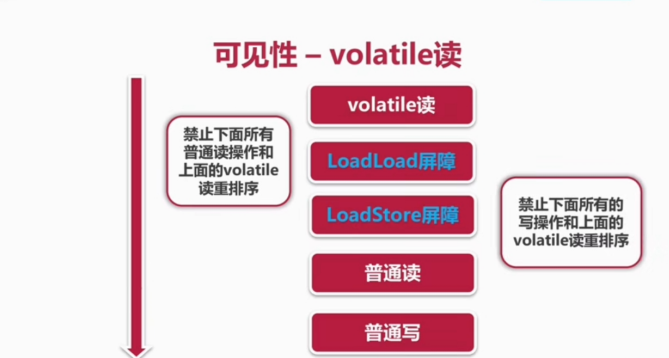 可见性 – volatile读
volatile读
禁止下面所有
普通读操作和
上面的volatile
读重排序
LoadLoad屏障
LoadStore屏障
禁止下面所有的
写操作和上面的
volatile读重排序
普通读
普通写